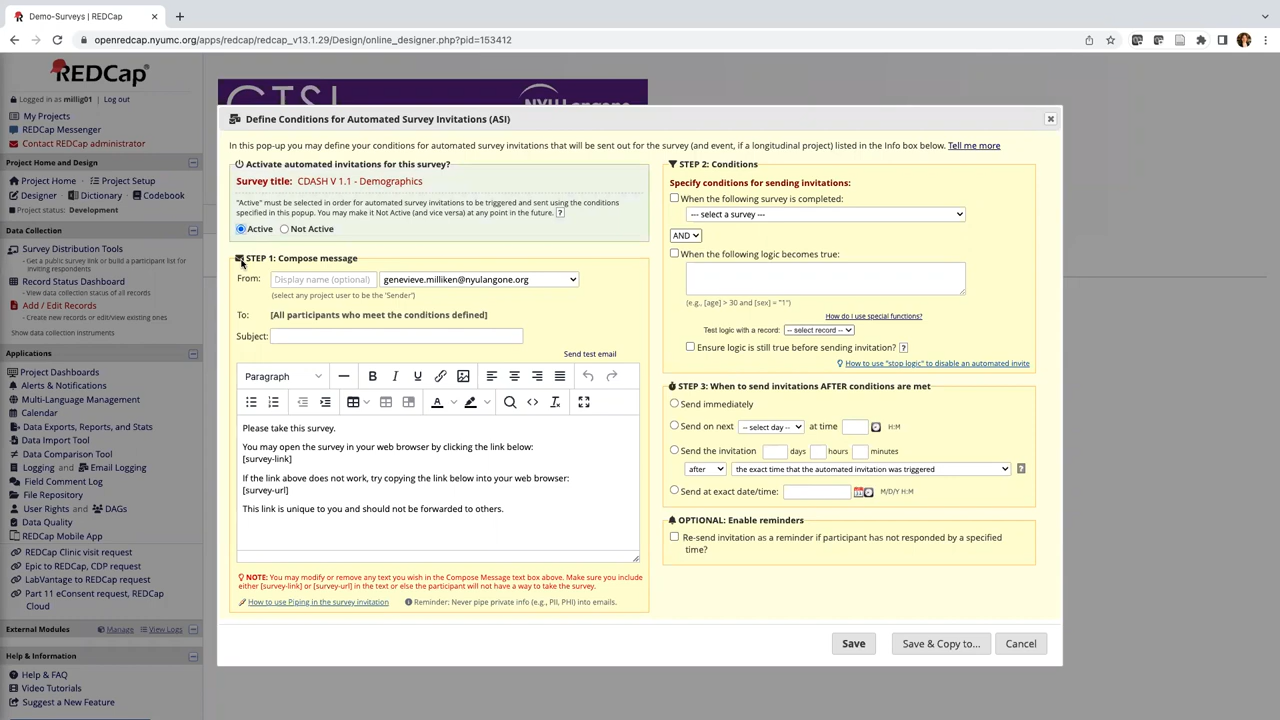 Demo-Surveys | REDCap
openredcap.nyumc.org/apps/redcap/redcap_v13.1.29/Design/online_designer.php?pid=153412
REDCap
Logged in as millig01 | Log out
My Projects
REDCap Messenger
Contact REDCap administrator
Project Home and Design
Project Home
Project Setup
Designer
Dictionary
Codebook
Project status: Development
Data Collection
Survey Distribution Tools
- Get a public survey link or build a participant list for
inviting respondents
Record Status Dashboard
- View data collection status of all records
Add / Edit Records
- Create new records or edit/view existing ones
Show data collection instruments
Applications
Project Dashboards
Alerts & Notifications
Multi-Language Management
Calendar
Data Exports, Reports, and Stats
Data Import Tool
Data Comparison Tool
Logging and Email Logging
Field Comment Log
File Repository
User Rights and DAGs
Data Quality
REDCap Mobile App
REDCap Clinic visit request
Epic to REDCap, CDP request
LabVantage to REDCap request
Part 11 eConsent request, REDCap
Cloud
External Modules Manage View Logs
Help & Information
Help & FAQ
Video Tutorials
Suggest a New Feature
Define Conditions for Automated Survey Invitations (ASI)
In this pop-up you may define your conditions for automated survey invitations that will be sent out for the survey (and event, if a longitudinal project) listed in the Info box below. Tell me more
Activate automated invitations for this survey?
Survey title: CDASH V 1.1 - Demographics
"Active" must be selected in order for automated survey invitations to be triggered and sent using the conditions
specified in this popup. You may make it Not Active (and vice versa) at any point in the future. ?
Active Not Active
STEP 1: Compose message
From: Display name (optional) genevieve.milliken@nyulangone.org
(select any project user to be the 'Sender')
To: [All participants who meet the conditions defined]
Subject:
Send test email
Paragraph
B I U
A
Please take this survey.
You may open the survey in your web browser by clicking the link below:
[survey-link]
If the link above does not work, try copying the link below into your web browser:
[survey-url]
This link is unique to you and should not be forwarded to others.
NOTE: You may modify or remove any text you wish in the Compose Message text box above. Make sure you include
either [survey-link] or [survey-url] in the text or else the participant will not have a way to take the survey.
How to use Piping in the survey invitation Reminder: Never pipe private info (e.g., PII, PHI) into emails.
STEP 2: Conditions
Specify conditions for sending invitations:
When the following survey is completed:
--- select a survey ---
AND
When the following logic becomes true:
(e.g., [age] > 30 and [sex] = "1")
How do I use special functions?
Test logic with a record: -- select record --
Ensure logic is still true before sending invitation? ?
How to use "stop logic" to disable an automated invite
STEP 3: When to send invitations AFTER conditions are met
Send immediately
Send on next -- select day -- at time H:M
Send the invitation days hours minutes
after the exact time that the automated invitation was triggered ?
Send at exact date/time: M/D/Y H:M
OPTIONAL: Enable reminders
Re-send invitation as a reminder if participant has not responded by a specified
time?
Save Save & Copy to... Cancel